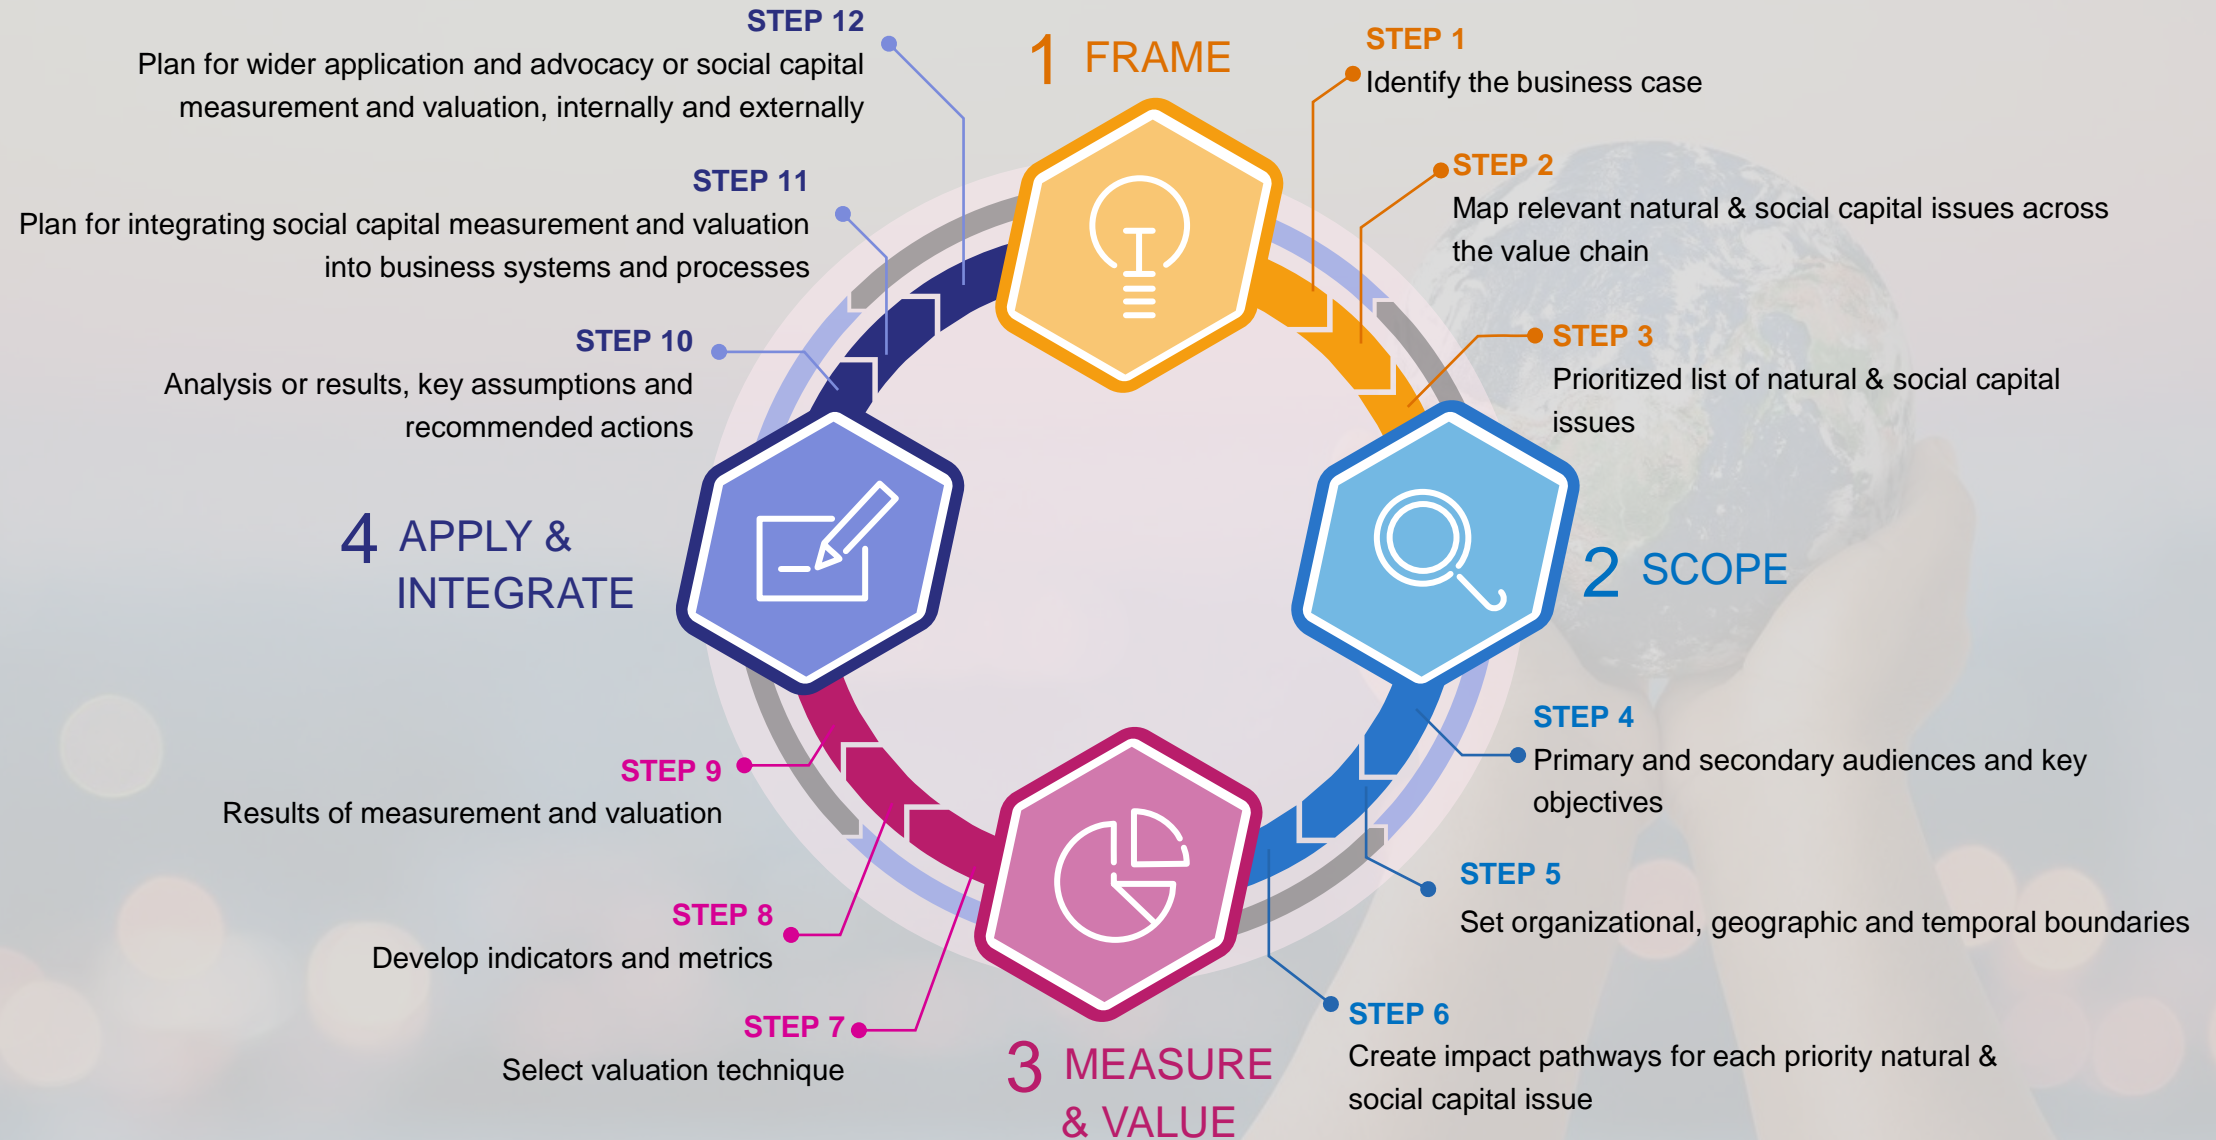 1 FRAME
STEP 1
Identify the business case
STEP 2
Map relevant natural & social capital issues across
the value chain
STEP 3
Prioritized list of natural & social capital
issues
2 SCOPE
STEP 4
Primary and secondary audiences and key
objectives
STEP 5
Set organizational, geographic and temporal boundaries
STEP 6
Create impact pathways for each priority natural &
social capital issue
3 MEASURE
& VALUE
STEP 7
Select valuation technique
STEP 8
Develop indicators and metrics
STEP 9
Results of measurement and valuation
4 APPLY &
INTEGRATE
STEP 10
Analysis or results, key assumptions and
recommended actions
STEP 11
Plan for integrating social capital measurement and valuation
into business systems and processes
STEP 12
Plan for wider application and advocacy or social capital
measurement and valuation, internally and externally